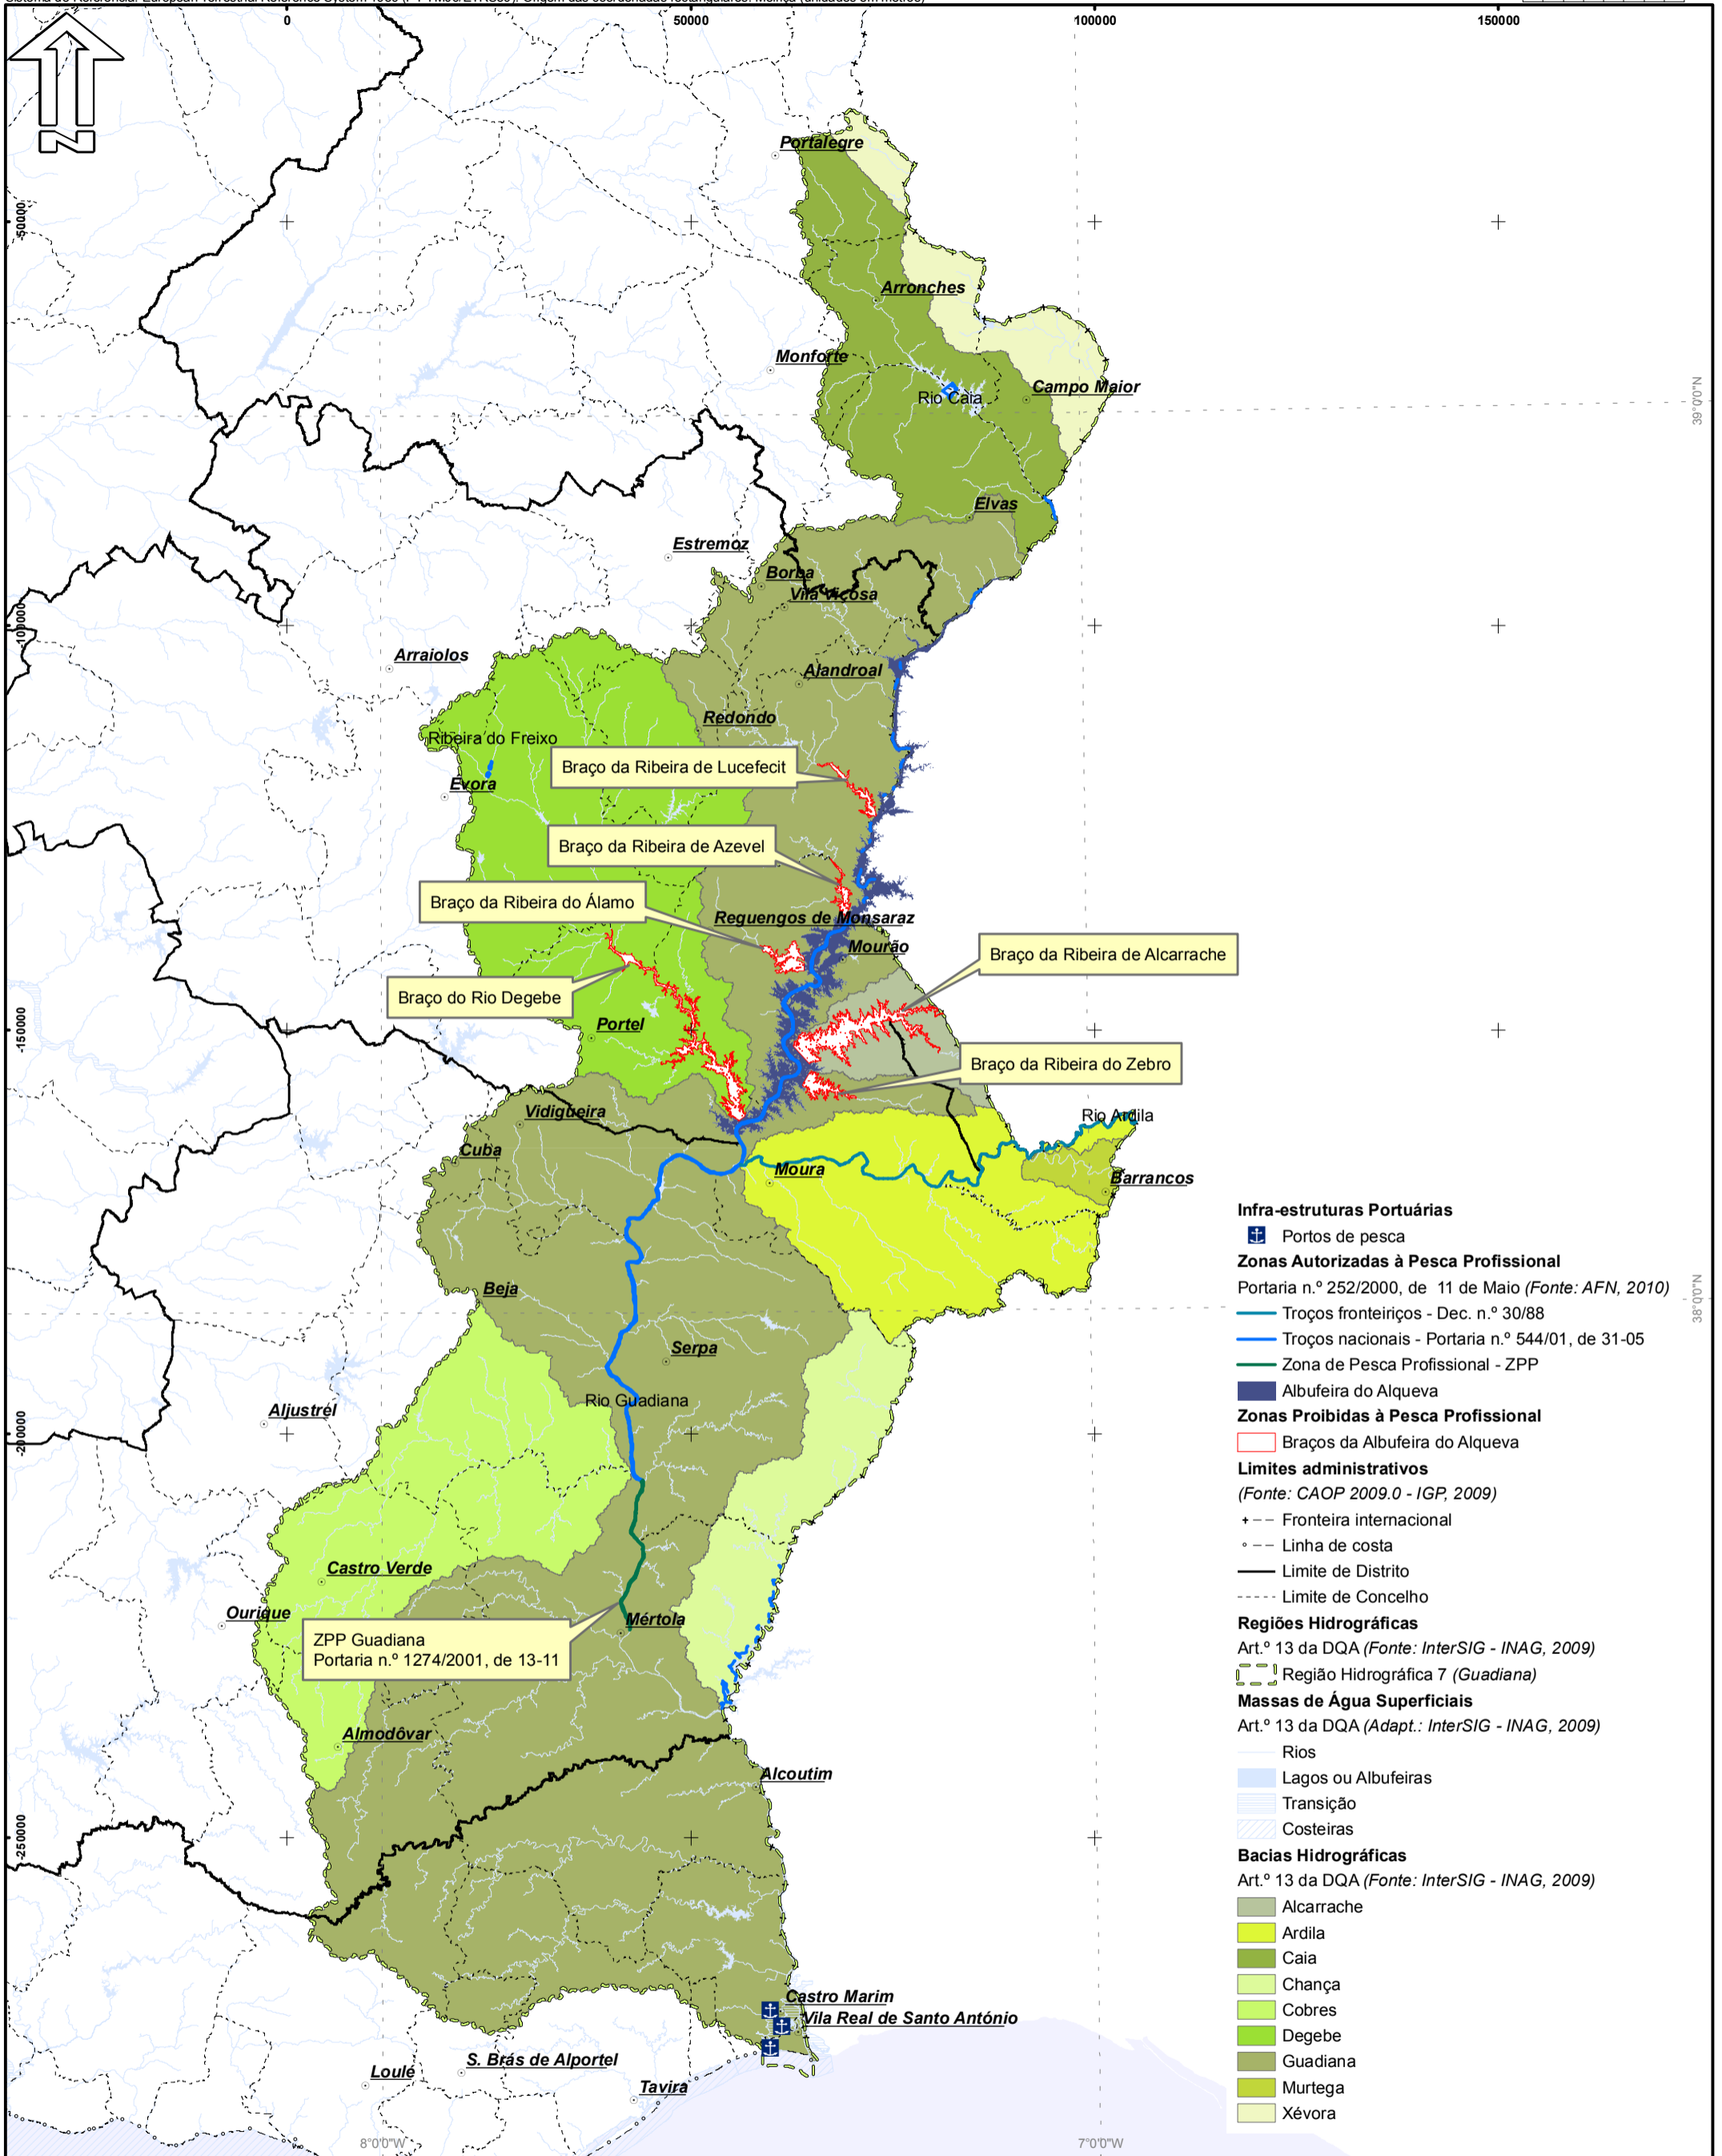 50000
100000
150000
N
Portalegre
-50000
Arronches
Monforte
Campo Maior
Rio Caia
39°0'0"N
Elvas
Estremoz
Borba
Vila Viçosa
-100000
Arraiolos
Alandroal
Redondo
Ribeira do Freixo
Braço da Ribeira de Lucefecit
Évora
Braço da Ribeira de Azevel
Braço da Ribeira do Álamo
Reguengos de Monsaraz
Mourão
Braço da Ribeira de Alcarrache
Braço do Rio Degebe
Portel
-150000
Braço da Ribeira do Zebro
Vidigueira
Rio Ardila
Cuba
Moura
Barrancos
Beja
38°0'0"N
Serpa
Rio Guadiana
Aljustrel
-200000
Castro Verde
Ourique
Mértola
ZPP Guadiana
Portaria n.º 1274/2001, de 13-11
Almodôvar
Alcoutim
-250000
Castro Marim
Vila Real de Santo António
S. Brás de Alportel
Loulé
Tavira
8°0'0"W
7°0'0"W
0
Infra-estruturas Portuárias
Portos de pesca
Zonas Autorizadas à Pesca Profissional
Portaria n.º 252/2000, de 11 de Maio (Fonte: AFN, 2010)
Troços fronteiriços - Dec. n.º 30/88
Troços nacionais - Portaria n.º 544/01, de 31-05
Zona de Pesca Profissional - ZPP
Albufeira do Alqueva
Zonas Proibidas à Pesca Profissional
Braços da Albufeira do Alqueva
Limites administrativos
(Fonte: CAOP 2009.0 - IGP, 2009)
Fronteira internacional
Linha de costa
Limite de Distrito
Limite de Concelho
Regiões Hidrográficas
Art.º 13 da DQA (Fonte: InterSIG - INAG, 2009)
Região Hidrográfica 7 (Guadiana)
Massas de Água Superficiais
Art.º 13 da DQA (Adapt.: InterSIG - INAG, 2009)
Rios
Lagos ou Albufeiras
Transição
Costeiras
Bacias Hidrográficas
Art.º 13 da DQA (Fonte: InterSIG - INAG, 2009)
Alcarrache
Ardila
Caia
Chança
Cobres
Degebe
Guadiana
Murtega
Xévora